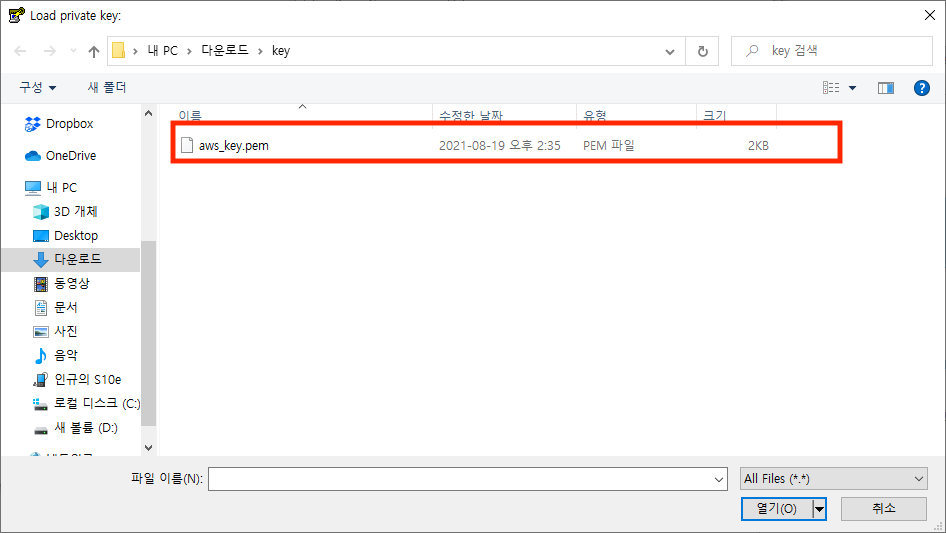 Load private key:
내 PC > 다운로드 > key
key 검색
구성
새 폴더
이름 수정한 날짜 유형 크기
aws_key.pem 2021-08-19 오후 2:35 PEM 파일 2KB
Dropbox
OneDrive
내 PC
3D 개체
Desktop
다운로드
동영상
문서
사진
음악
인규의 S10e
로컬 디스크 (C:)
새 볼륨 (D:)
파일 이름(N):
All Files (*.*)
열기(O)
취소